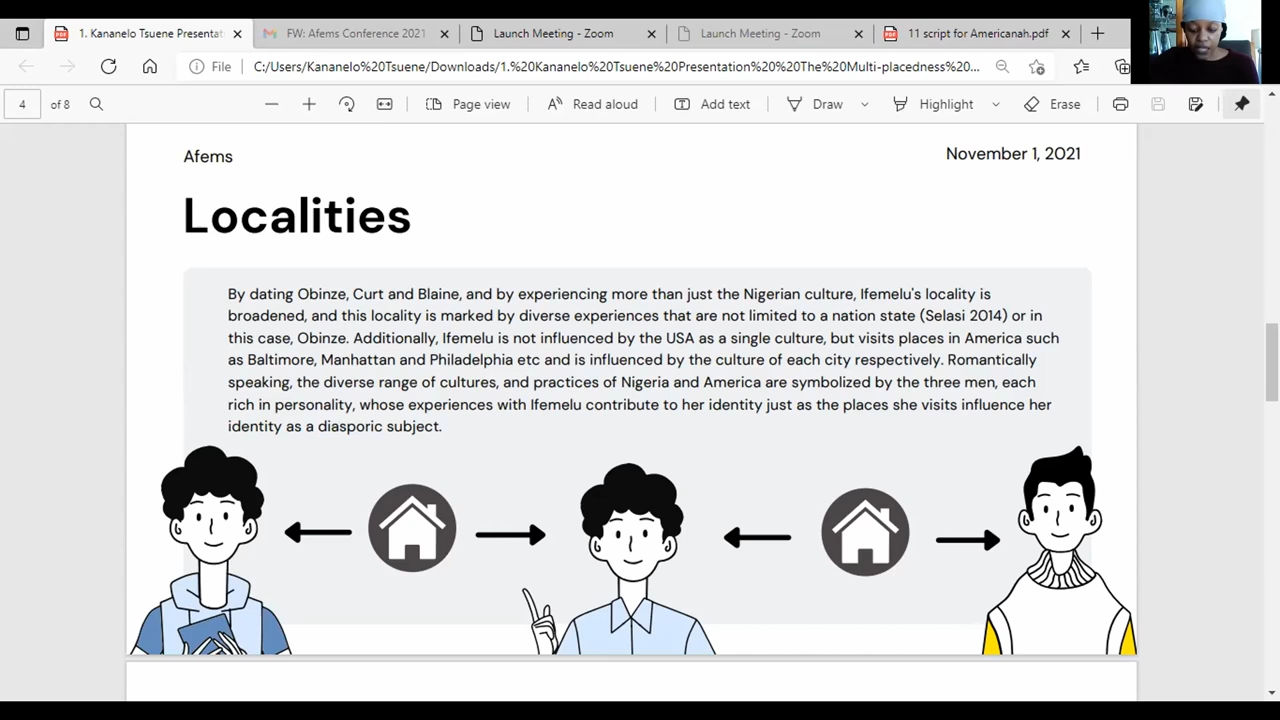 1. Kananelo Tsuene Presentat
FW: Afems Conference 2021
Launch Meeting - Zoom
Launch Meeting - Zoom
11 script for Americanah.pdf
File
C:/Users/Kananelo%20Tsuene/Downloads/1.%20Kananelo%20Tsuene%20Presentation%20%20The%20Multi-placedness%20...
4 of 8
Page view
Read aloud
Add text
Draw
Highlight
Erase
Afems
November 1, 2021
Localities
By dating Obinze, Curt and Blaine, and by experiencing more than just the Nigerian culture, Ifemelu's locality is
broadened, and this locality is marked by diverse experiences that are not limited to a nation state (Selasi 2014) or in
this case, Obinze. Additionally, Ifemelu is not influenced by the USA as a single culture, but visits places in America such
as Baltimore, Manhattan and Philadelphia etc and is influenced by the culture of each city respectively. Romantically
speaking, the diverse range of cultures, and practices of Nigeria and America are symbolized by the three men, each
rich in personality, whose experiences with Ifemelu contribute to her identity just as the places she visits influence her
identity as a diasporic subject.